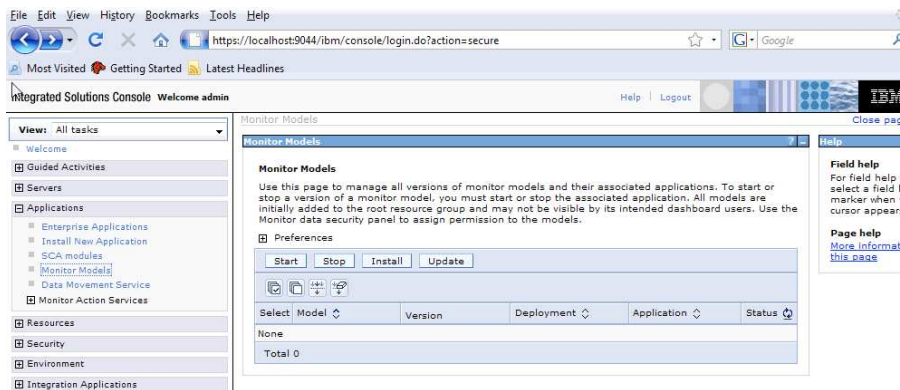 File Edit View History Bookmarks Tools Help
https://localhost:9044/ibm/console/login.do?action=secure
G Google
Most Visited Getting Started Latest Headlines
Integrated Solutions Console Welcome admin
Help Logout
IBM
View: All tasks
Welcome
Guided Activities
Servers
Applications
Enterprise Applications
Install New Application
SCA modules
Monitor Models
Data Movement Service
Monitor Action Services
Resources
Security
Environment
Integration Applications
Monitor Models
Close pag
Monitor Models ? -
Monitor Models
Use this page to manage all versions of monitor models and their associated applications. To start or
stop a version of a monitor model, you must start or stop the associated application. All models are
initially added to the root resource group and may not be visible by its intended dashboard users. Use the
Monitor data security panel to assign permission to the models.
Preferences
Start Stop Install Update
Select Model Version Deployment Application Status
None
Total 0
Help
Field help
For field help
select a field
marker when
cursor appear
Page help
More informat
this page